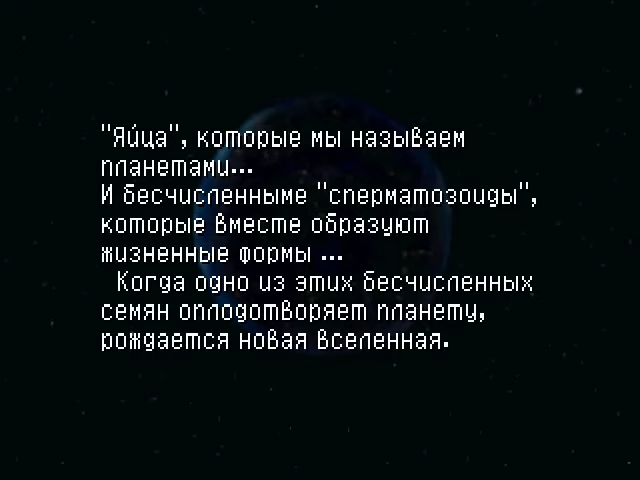 "Яйца", которые мы называем
планетами...
И бесчисленныме "сперматозоиды",
которые вместе образуют
жизненные формы ...
Когда одно из этих бесчисленных
семян оплодотворяет планету,
рождается новая вселенная.